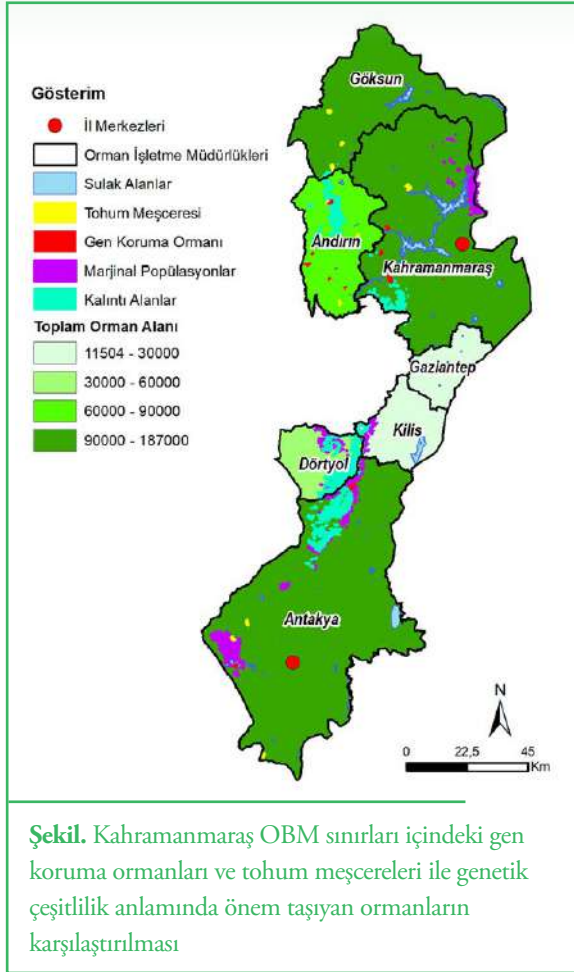 Gösterim
İl Merkezleri
Orman İşletme Müdürlükleri
Sulak Alanlar
Tohum Meşceresi
Gen Koruma Ormanı
Marjinal Popülasyonlar
Kalıntı Alanlar
Toplam Orman Alanı
11504 - 30000
30000 - 60000
60000 - 90000
90000 - 187000
Göksun
Andırın
Kahramanmaraş
Gaziantep
Kilis
Dörtyol
Antakya
N
0 22,5 45
Km
Şekil. Kahramanmaraş OBM sınırları içindeki gen
koruma ormanları ve tohum meşcereleri ile genetik
çeşitlilik anlamında önem taşıyan ormanların
karşılaştırılması